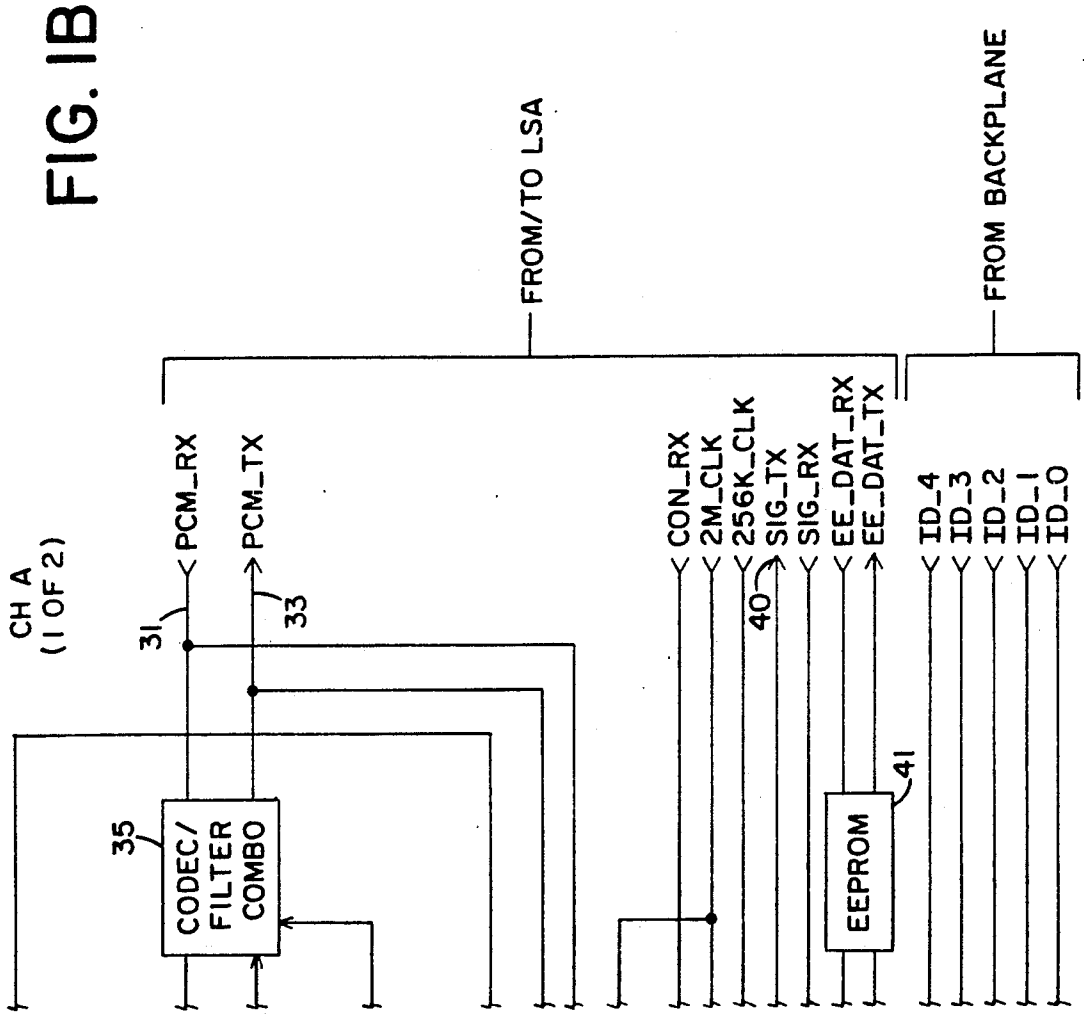 FIG. 1B
CH A
(1 OF 2)
35
CODEC/
FILTER
COMBO
31
PCM_RX
PCM_TX
33
FROM/TO LSA
CON_RX
2M_CLK
256K_CLK
40
SIG_TX
SIG_RX
EE_DAT_RX
EE_DAT_TX
EEPROM
41
ID_4
ID_3
ID_2
ID_1
ID_0
FROM BACKPLANE